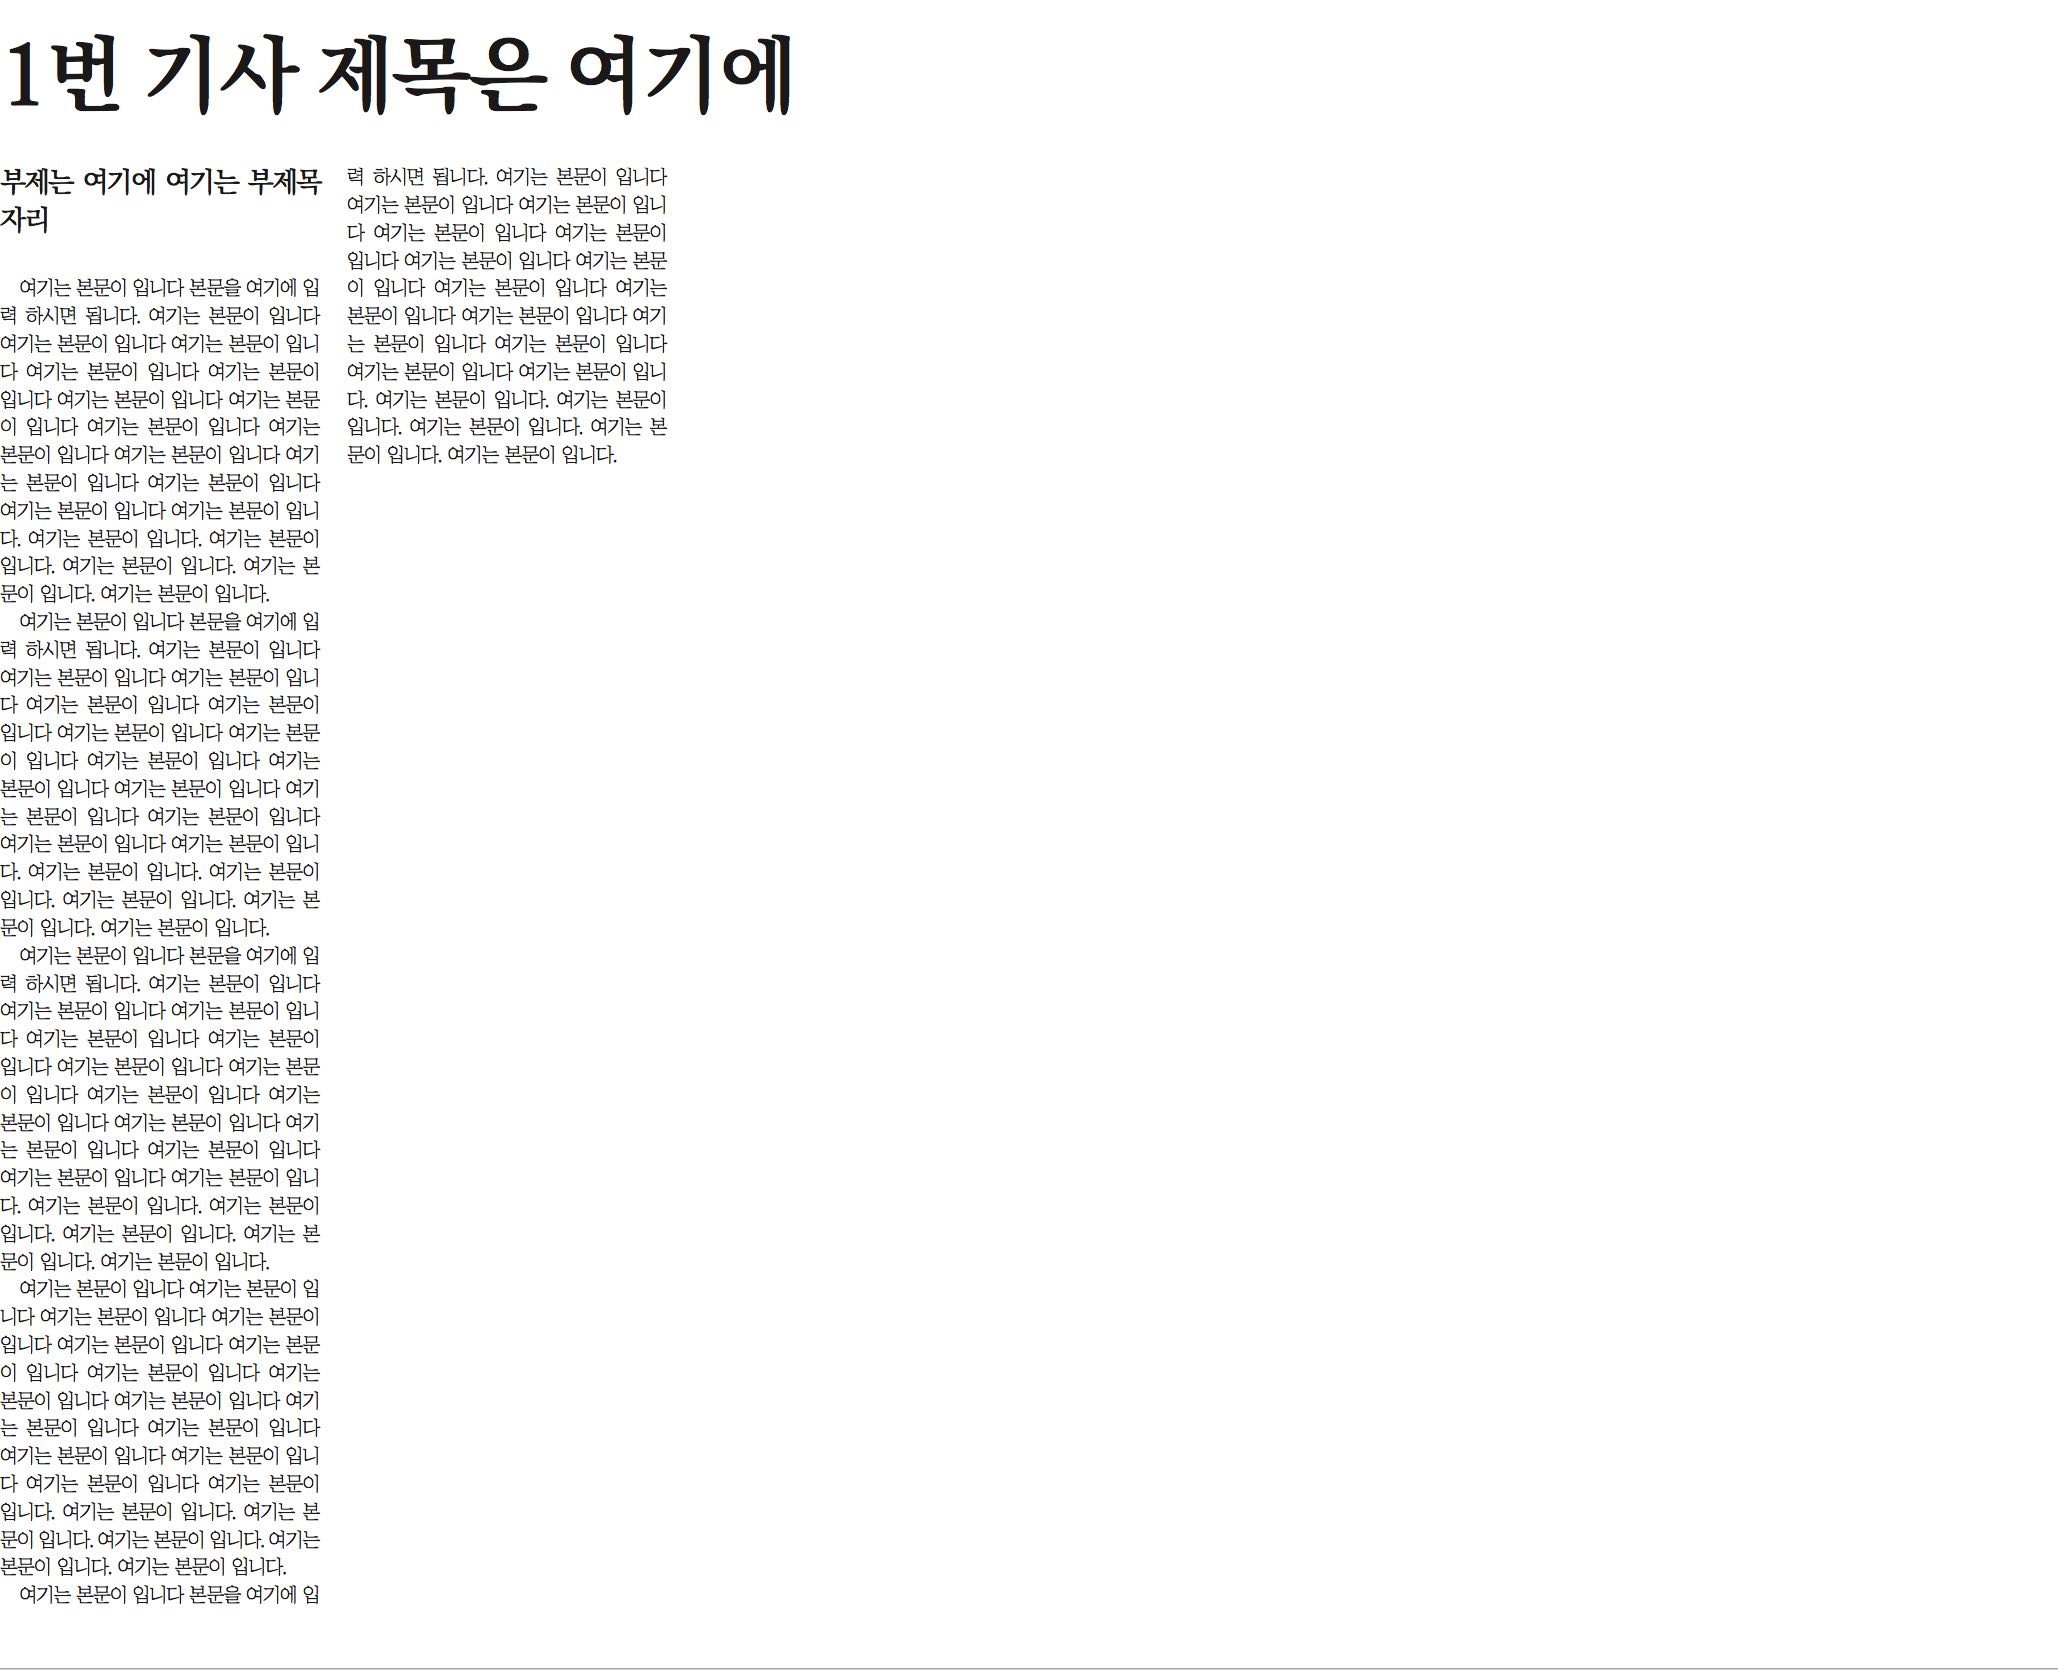 1번 기사 제목은 여기에
부제는 여기에 여기는 부제목
자리
여기는 본문이 입니다 본문을 여기에 입
력 하시면 됩니다. 여기는 본문이 입니다
여기는 본문이 입니다 여기는 본문이 입니
다 여기는 본문이 입니다 여기는 본문이
입니다 여기는 본문이 입니다 여기는 본문
이 입니다 여기는 본문이 입니다 여기는
본문이 입니다 여기는 본문이 입니다 여기
는 본문이 입니다 여기는 본문이 입니다
여기는 본문이 입니다 여기는 본문이 입니
다. 여기는 본문이 입니다. 여기는 본문이
입니다. 여기는 본문이 입니다. 여기는 본
문이 입니다. 여기는 본문이 입니다.
여기는 본문이 입니다 본문을 여기에 입
력 하시면 됩니다. 여기는 본문이 입니다
여기는 본문이 입니다 여기는 본문이 입니
다 여기는 본문이 입니다 여기는 본문이
입니다 여기는 본문이 입니다 여기는 본문
이 입니다 여기는 본문이 입니다 여기는
본문이 입니다 여기는 본문이 입니다 여기
는 본문이 입니다 여기는 본문이 입니다
여기는 본문이 입니다 여기는 본문이 입니
다. 여기는 본문이 입니다. 여기는 본문이
입니다. 여기는 본문이 입니다. 여기는 본
문이 입니다. 여기는 본문이 입니다.
여기는 본문이 입니다 본문을 여기에 입
력 하시면 됩니다. 여기는 본문이 입니다
여기는 본문이 입니다 여기는 본문이 입니
다 여기는 본문이 입니다 여기는 본문이
입니다 여기는 본문이 입니다 여기는 본문
이 입니다 여기는 본문이 입니다 여기는
본문이 입니다 여기는 본문이 입니다 여기
는 본문이 입니다 여기는 본문이 입니다
여기는 본문이 입니다 여기는 본문이 입니
다. 여기는 본문이 입니다. 여기는 본문이
입니다. 여기는 본문이 입니다. 여기는 본
문이 입니다. 여기는 본문이 입니다.
여기는 본문이 입니다 여기는 본문이 입
니다 여기는 본문이 입니다 여기는 본문이
입니다 여기는 본문이 입니다 여기는 본문
이 입니다 여기는 본문이 입니다 여기는
본문이 입니다 여기는 본문이 입니다 여기
는 본문이 입니다 여기는 본문이 입니다
여기는 본문이 입니다 여기는 본문이 입니
다 여기는 본문이 입니다 여기는 본문이
입니다. 여기는 본문이 입니다. 여기는 본
문이 입니다. 여기는 본문이 입니다. 여기는
본문이 입니다. 여기는 본문이 입니다.
여기는 본문이 입니다 본문을 여기에 입
력 하시면 됩니다. 여기는 본문이 입니다
여기는 본문이 입니다 여기는 본문이 입니
다 여기는 본문이 입니다 여기는 본문이
입니다 여기는 본문이 입니다 여기는 본문
이 입니다 여기는 본문이 입니다 여기는
본문이 입니다 여기는 본문이 입니다 여기
는 본문이 입니다 여기는 본문이 입니다
여기는 본문이 입니다 여기는 본문이 입니
다. 여기는 본문이 입니다. 여기는 본문이
입니다. 여기는 본문이 입니다. 여기는 본
문이 입니다. 여기는 본문이 입니다.